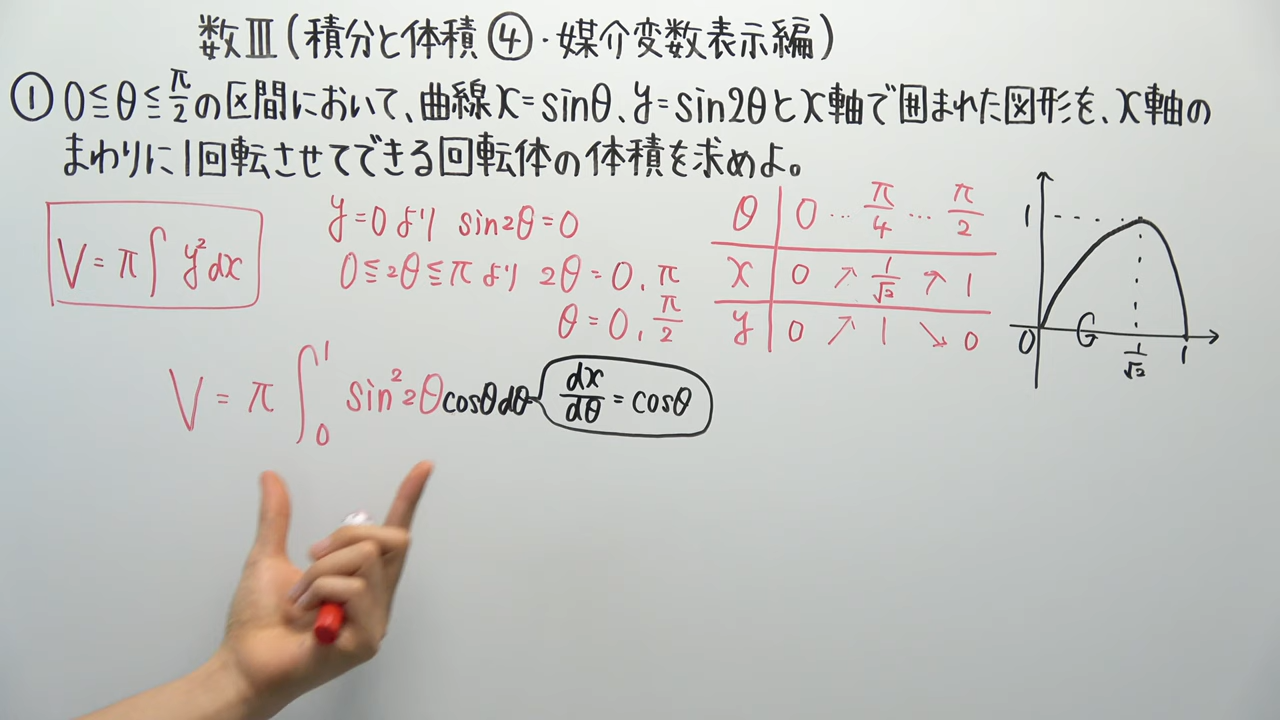 数Ⅲ(積分と体積④・媒介変数表示編)
① 0≦θ≦π/2の区間において、曲線x=sinθ、y=sin2θとx軸で囲まれた図形を、x軸の
まわりに1回転させてできる回転体の体積を求めよ。
V=π∫y²dx
y=0より sin2θ=0
0≦2θ≦πより 2θ=0, π
θ=0, π/2
θ 0 … π/4 … π/2
x 0 ↗ 1/√2 ↗ 1
y 0 ↗ 1 ↘ 0
1
0 1/√2 1
V=π∫₀¹ sin²2θcosθdθ
dx/dθ=cosθ